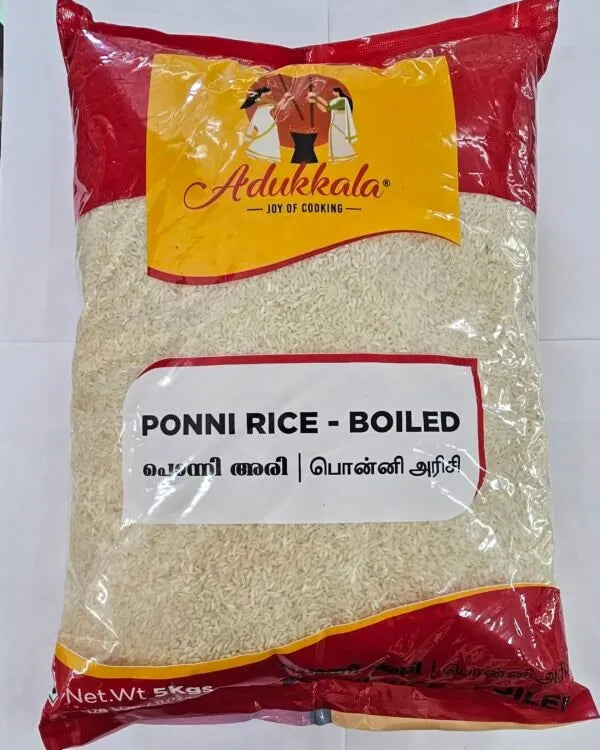 Adukkala®
JOY OF COOKING
PONNI RICE - BOILED
പൊന്നി അരി | பொன்னி அரிசி
Net.Wt 5Kgs